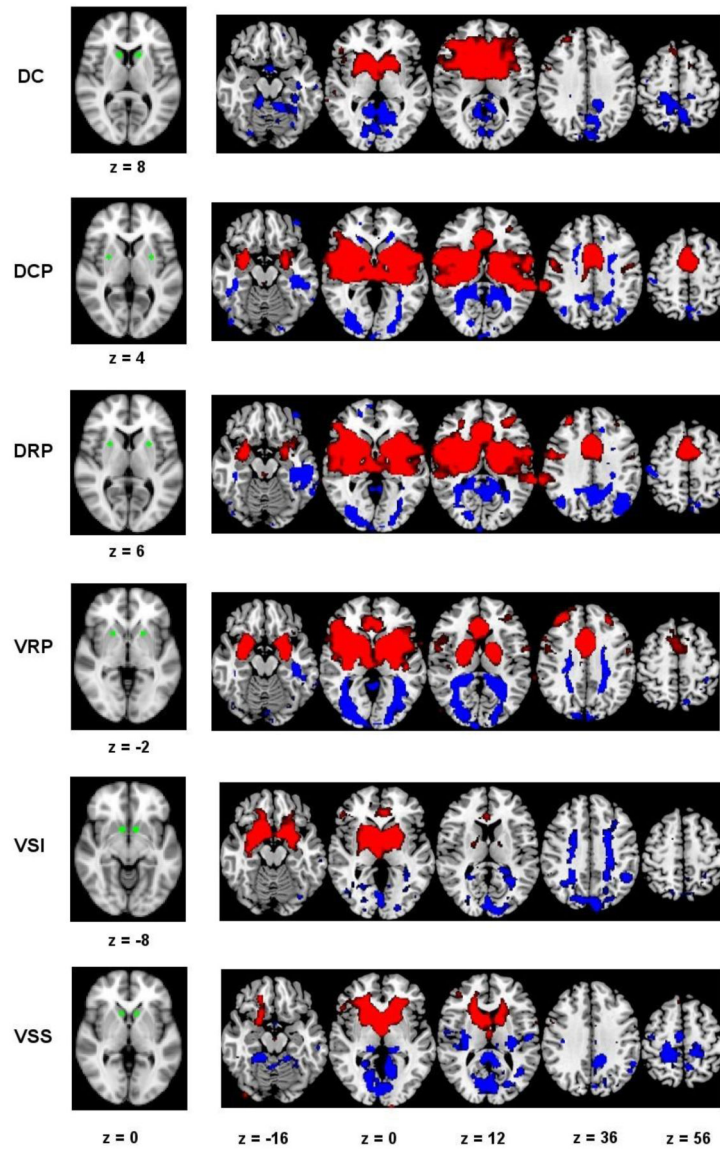 DC
z = 8
DCP
z = 4
DRP
z = 6
VRP
z = -2
VSI
z = -8
VSS
z = 0 z = -16 z = 0 z = 12 z = 36 z = 56